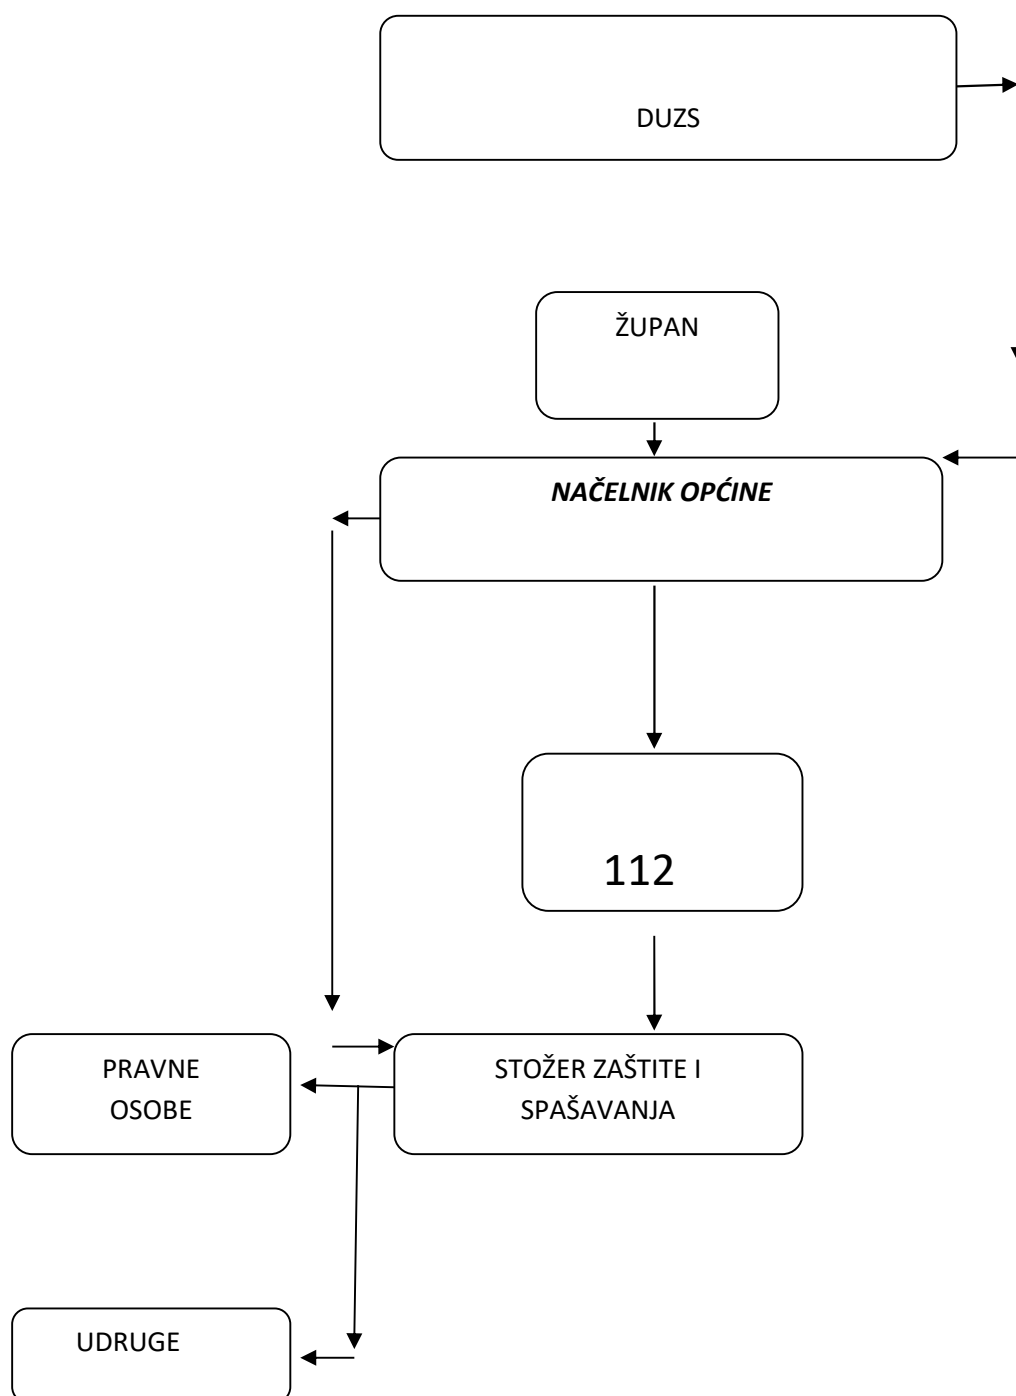 DUZS
ŽUPAN
NAČELNIK OPĆINE
112
PRAVNE
OSOBE
STOŽER ZAŠTITE I
SPAŠAVANJA
UDRUGE